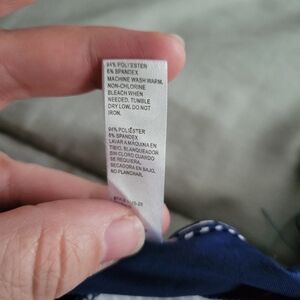 94% POLYESTER
6% SPANDEX
MACHINE WASH WARM.
NON-CHLORINE
BLEACH WHEN
NEEDED. TUMBLE
DRY LOW. DO NOT
IRON.
94% POLIÉSTER
6% SPANDEX
LAVAR A MAQUINA EN
TIBIO, BLANQUEADOR
SIN CLORO CUANDO
SE REQUIERA,
SECADORA EN BAJO,
NO PLANCHAR.